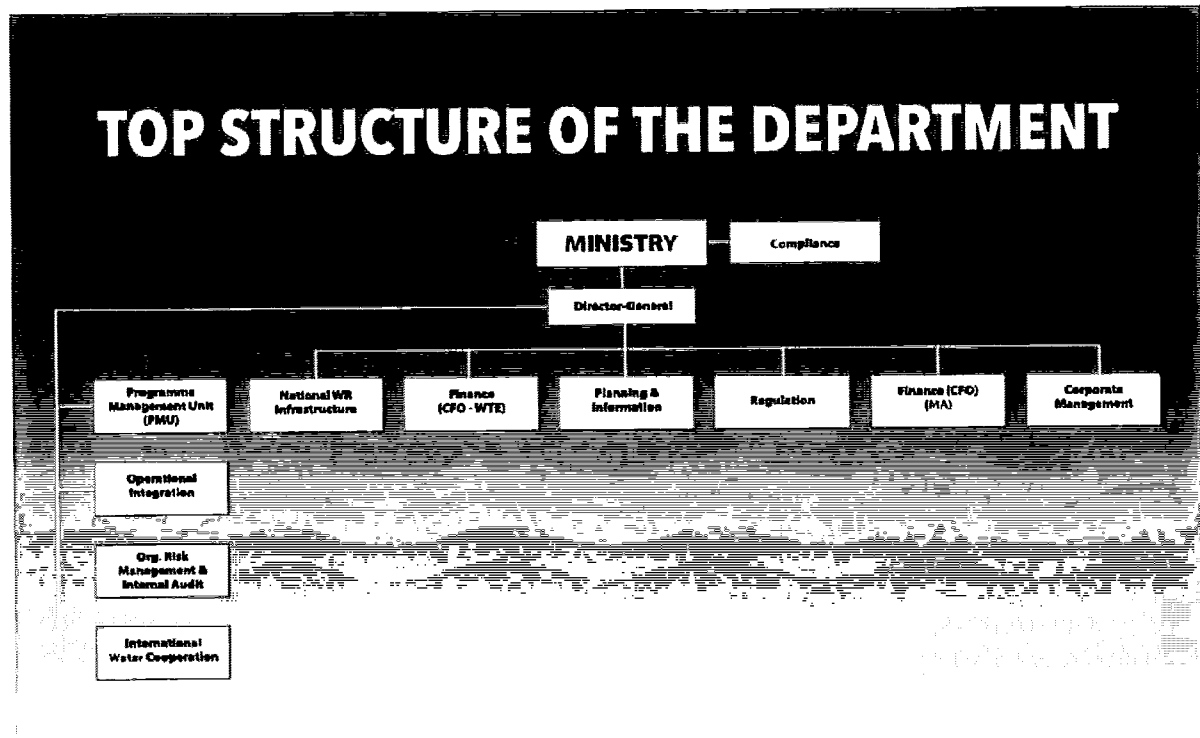 TOP STRUCTURE OF THE DEPARTMENT
MINISTRY
Compliance
Director-General
Programme
Management Unit
(PMU)
National WR
Infrastructure
Finance
(CFO - WTE)
Planning &
Information
Regulation
Finance (CFO)
(MA)
Corporate
Management
Operational
Integration
Org. Risk
Management &
Internal Audit
International
Water Cooperation